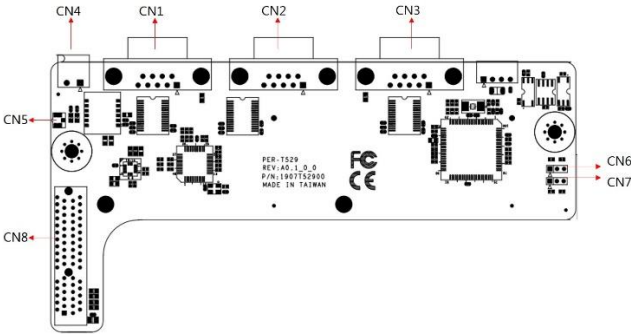 CN4
CN1
CN2
CN3
CN5
PER-T529
REV:A0.1_0_0
P/N:1907T52900
MADE IN TAIWAN
FC
CE
CN6
CN7
CN8